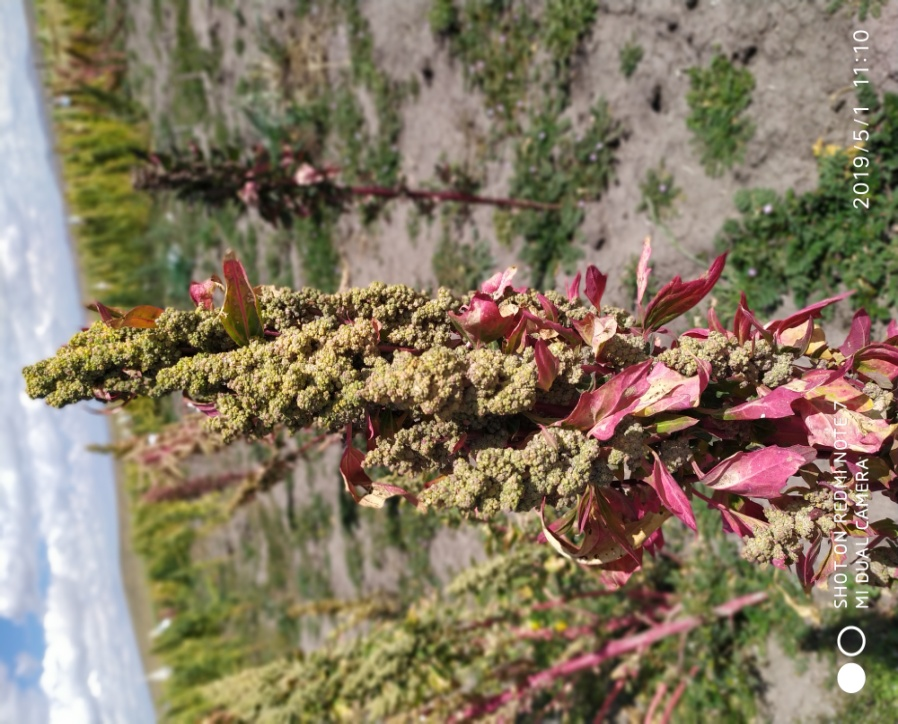 SHOT ON REDMI NOTE 7
MI DUAL CAMERA
2019/5/1 11:10